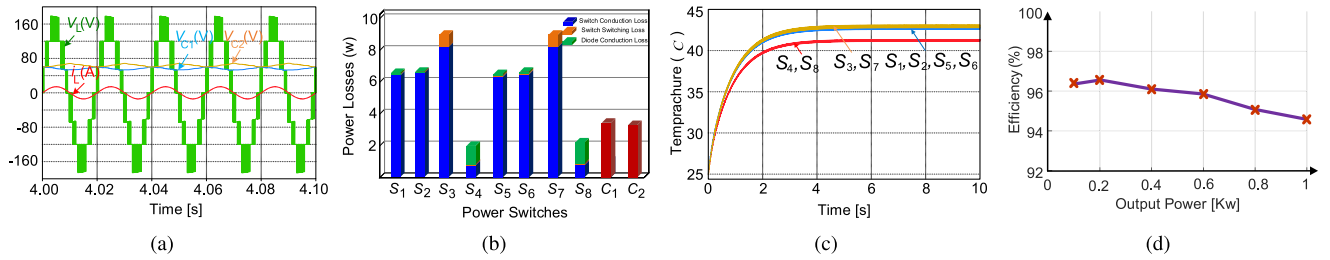 180
80
0
-80
-160
V_L(V)
V_C1(V)
V_C2(V)
i_L(A)
4.00 4.02 4.04 4.06 4.08 4.10
Time [s]
(a)
Power Losses (w)
10
8
6
4
2
Switch Conduction Loss
Switch Switching Loss
Diode Conduction Loss
S1 S2 S3 S4 S5 S6 S7 S8 C1 C2
Power Switches
(b)
Temprachure ( C )
45
40
35
30
25
S4, S8
S3, S7
S1, S2, S5, S6
0 2 4 6 8 10
Time [s]
(c)
Efficiency (%)
100
98
96
94
92
0 0.2 0.4 0.6 0.8 1
Output Power [Kw]
(d)